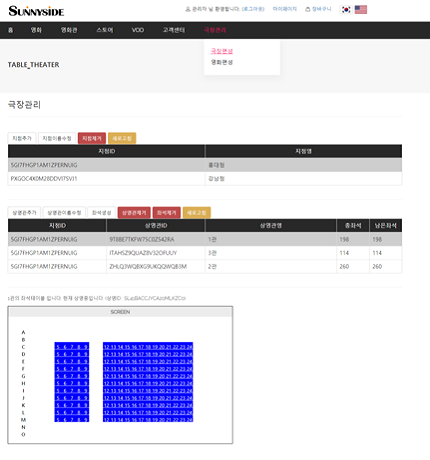 SUNNYSIDE
관리자 님 환영합니다. (로그아웃) 마이페이지 장바구니
홈 영화 영화관 스토어 VOD 고객센터 극장관리
극장편성
영화편성
TABLE_THEATER
극장관리
지점추가 지점이름수정 지점제거 새로고침
지점ID 지점명
5GI7FHGP1AM1ZPERNUIG 홍대점
PXGOC4X0M28DDVI7SVJ1 강남점
상영관추가 상영관이름수정 좌석생성 상영관제거 좌석제거 새로고침
지점ID 상영관ID 상영관명 총좌석 남은좌석
5GI7FHGP1AM1ZPERNUIG 9T8BE7TKFW75C0Z542RA 1관 198 198
5GI7FHGP1AM1ZPERNUIG ITAHSZ9QUAZ8V32OFUUY 3관 114 114
5GI7FHGP1AM1ZPERNUIG ZHLQ3WQBXG9UKQQWQB3M 2관 260 260
1관의 좌석테이블 입니다 현재 상영중입니다
SCREEN
A
B
C 5 6 7 8 9 12 13 14 15 16 17 18 19 20 21 22 23 24
D 5 6 7 8 9 12 13 14 15 16 17 18 19 20 21 22 23 24
E 5 6 7 8 9 12 13 14 15 16 17 18 19 20 21 22 23 24
F 5 6 7 8 9 12 13 14 15 16 17 18 19 20 21 22 23 24
G 5 6 7 8 9 12 13 14 15 16 17 18 19 20 21 22 23 24
H 5 6 7 8 9 12 13 14 15 16 17 18 19 20 21 22 23 24
I 5 6 7 8 9 12 13 14 15 16 17 18 19 20 21 22 23 24
J 5 6 7 8 9 12 13 14 15 16 17 18 19 20 21 22 23 24
K 5 6 7 8 9 12 13 14 15 16 17 18 19 20 21 22 23 24
L 5 6 7 8 9 12 13 14 15 16 17 18 19 20 21 22 23 24
M 5 6 7 8 9 12 13 14 15 16 17 18 19 20 21 22 23 24
N
O